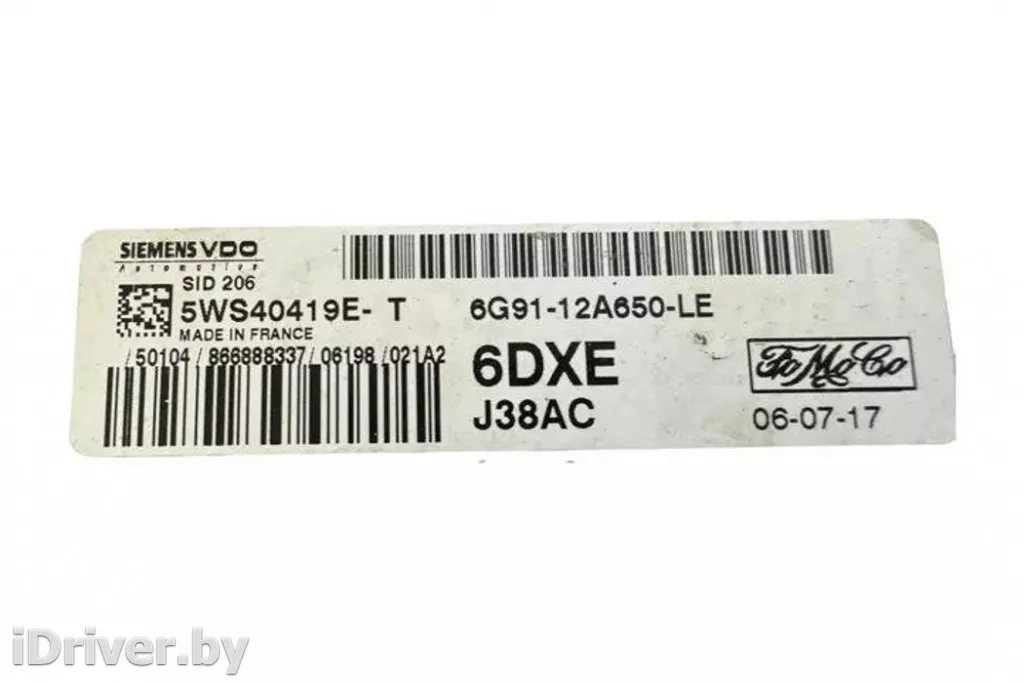 SIEMENS VDO
Automotive
SID 206
5WS40419E- T
MADE IN FRANCE
/50104/866888337/06198/021A2
6G91-12A650-LE
6DXE
J38AC
FoMoCo
06-07-17
iDriver.by